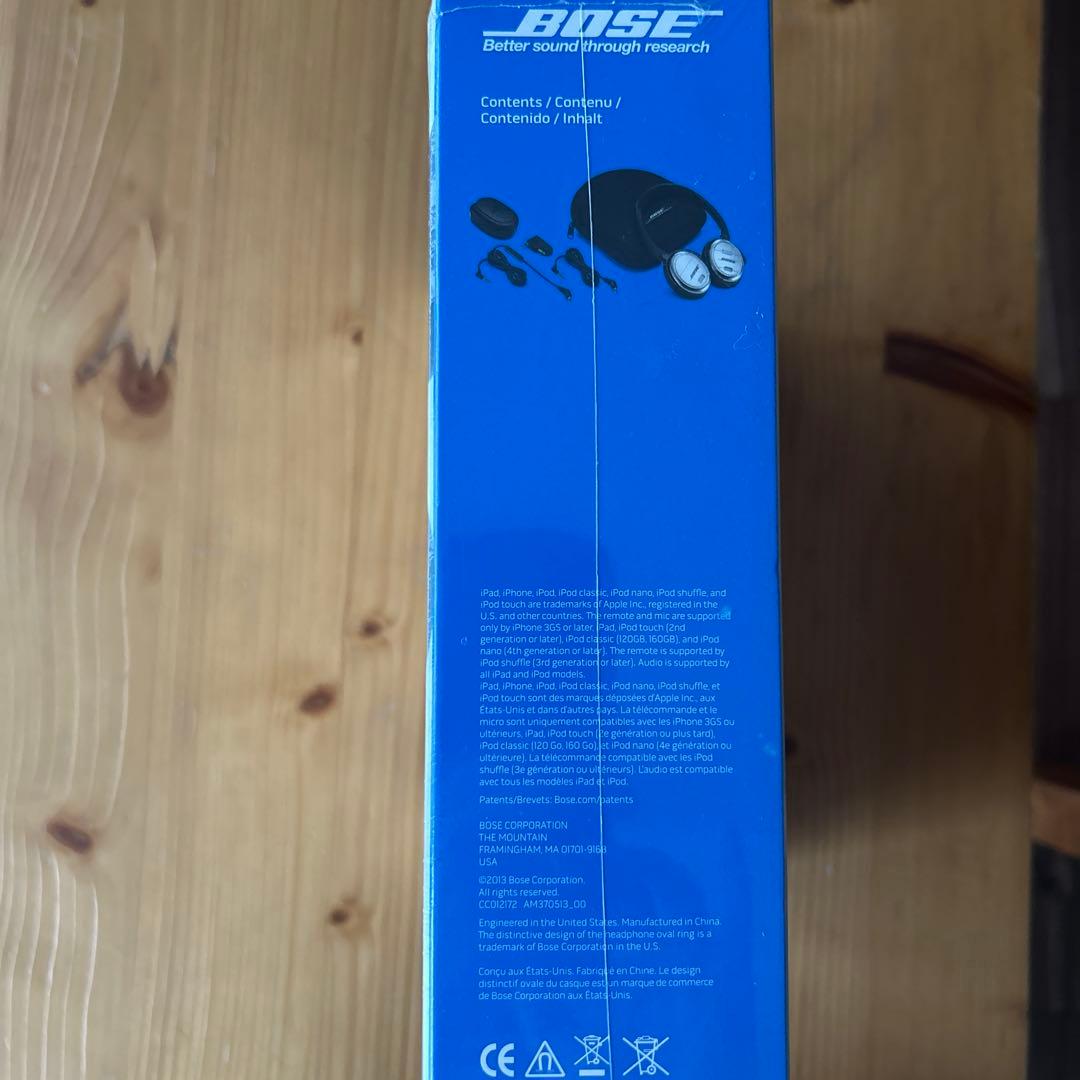 BOSE
Better sound through research
Contents / Contenu /
Contenido / Inhalt
BOSE
iPad, iPhone, iPod, iPod classic, iPod nano, iPod shuffle, and
iPod touch are trademarks of Apple Inc., registered in the
U.S. and other countries. The remote and mic are supported
only by iPhone 3GS or later, iPad, iPod touch (2nd
generation or later), iPod classic (120GB, 160GB), and iPod
nano (4th generation or later). The remote is supported by
iPod shuffle (3rd generation or later). Audio is supported by
all iPad and iPod models.
iPad, iPhone, iPod, iPod classic, iPod nano, iPod shuffle, et
iPod touch sont des marques déposées d'Apple Inc., aux
États-Unis et dans d'autres pays. La télécommande et le
micro sont uniquement compatibles avec les iPhone 3GS ou
ultérieurs, iPad, iPod touch (2e génération ou plus tard),
iPod classic (120 Go, 160 Go), et iPod nano (4e génération ou
ultérieure). La télécommande compatible avec les iPod
shuffle (3e génération ou ultérieurs). L'audio est compatible
avec tous les modèles iPad et iPod.
Patents/Brevets: Bose.com/patents
BOSE CORPORATION
THE MOUNTAIN
FRAMINGHAM, MA 01701-9168
USA
©2013 Bose Corporation.
All rights reserved.
CC012172 AM370513_00
Engineered in the United States. Manufactured in China.
The distinctive design of the headphone oval ring is a
trademark of Bose Corporation in the U.S.
Conçu aux États-Unis. Fabriqué en Chine. Le design
distinctif ovale du casque est un marque de commerce
de Bose Corporation aux États-Unis.
CE